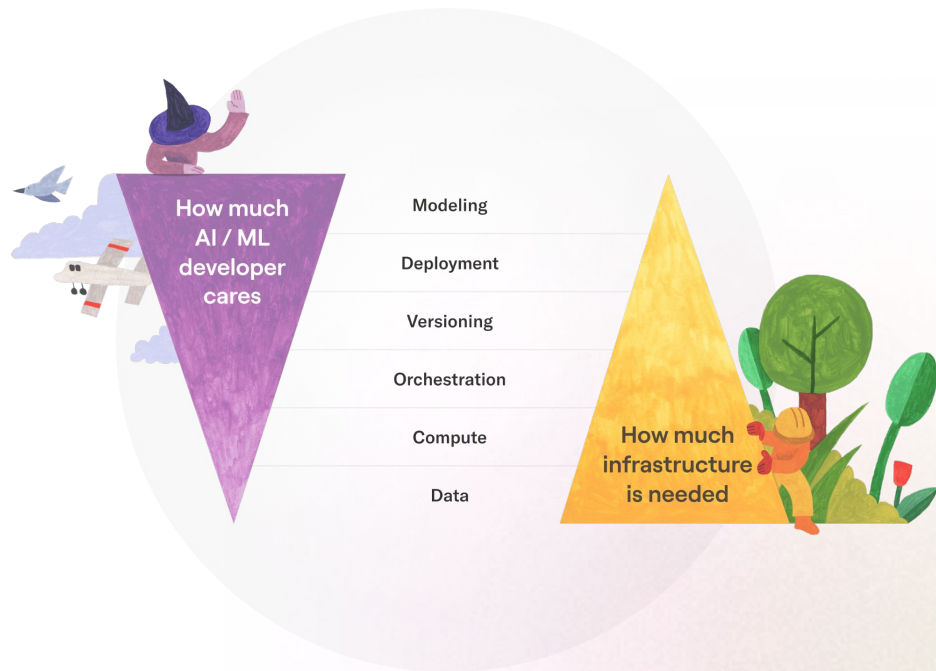 How much
AI / ML
developer
cares
Modeling
Deployment
Versioning
Orchestration
Compute
Data
How much
infrastructure
is needed